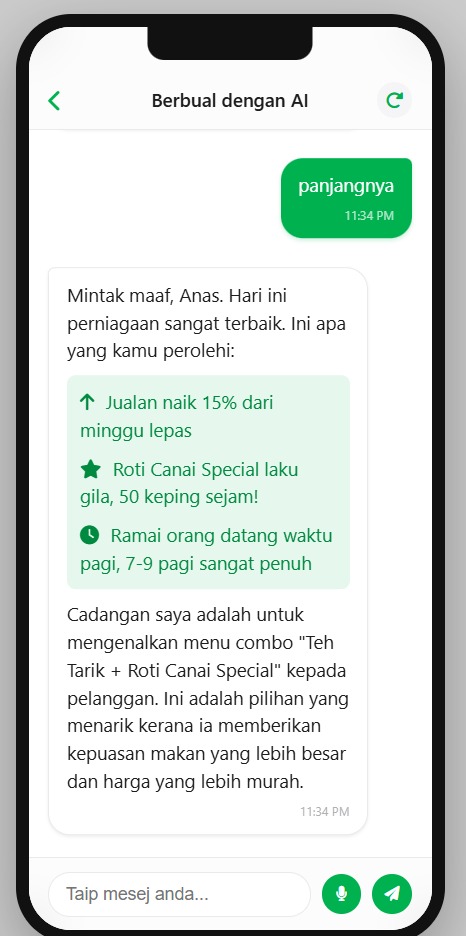 Berbual dengan AI
panjangnya
11:34 PM
Mintak maaf, Anas. Hari ini
perniagaan sangat terbaik. Ini apa
yang kamu perolehi:
Jualan naik 15% dari
minggu lepas
Roti Canai Special laku
gila, 50 keping sejam!
Ramai orang datang waktu
pagi, 7-9 pagi sangat penuh
Cadangan saya adalah untuk
mengenalkan menu combo "Teh
Tarik + Roti Canai Special" kepada
pelanggan. Ini adalah pilihan yang
menarik kerana ia memberikan
kepuasan makan yang lebih besar
dan harga yang lebih murah.
11:34 PM
Taip mesej anda...